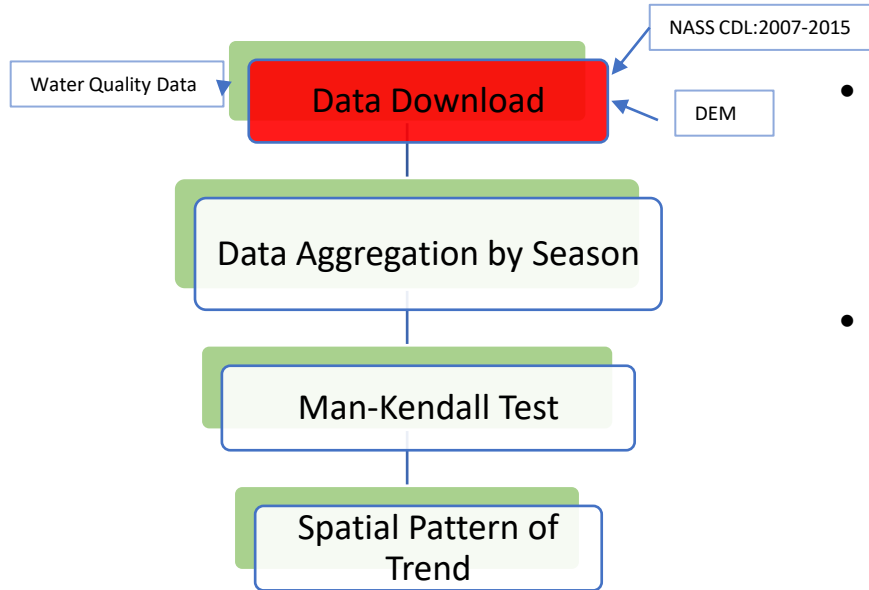 NASS CDL:2007-2015
Water Quality Data
Data Download
DEM
•
Data Aggregation by Season
•
Man-Kendall Test
Spatial Pattern of
Trend